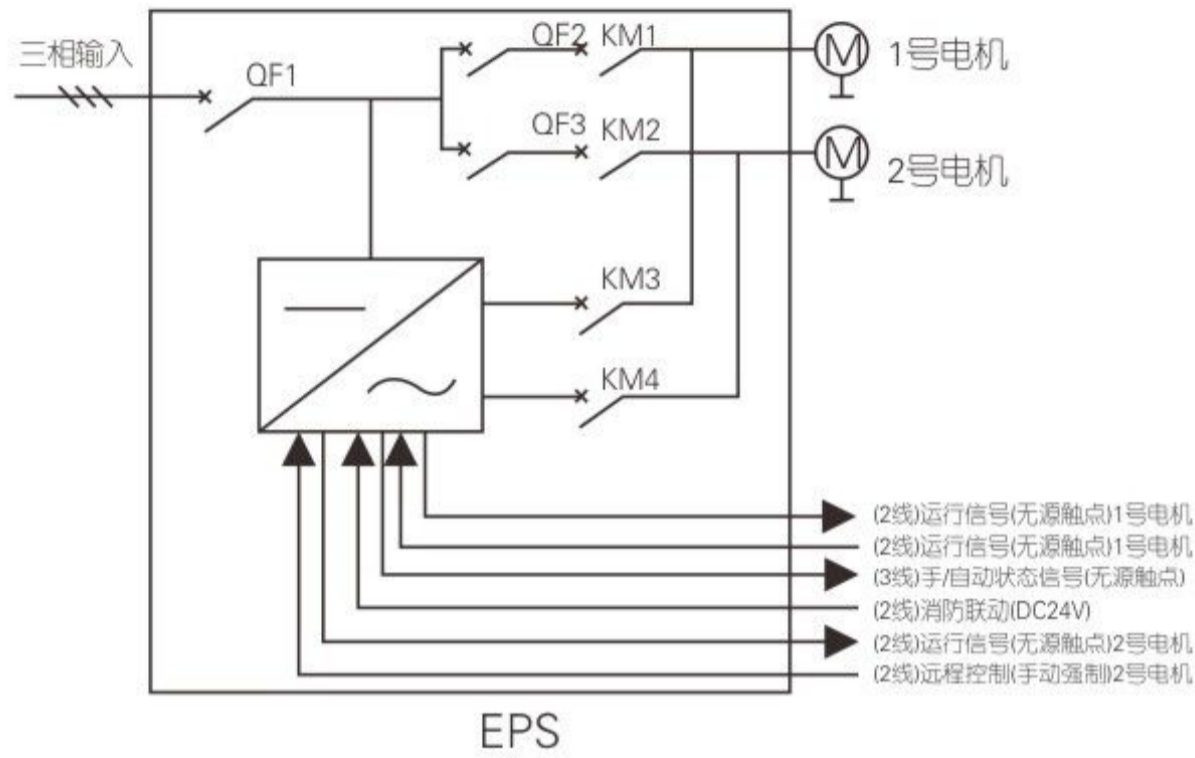 三相输入
QF1
QF2
KM1
1号电机
QF3
KM2
2号电机
M
M
KM3
KM4
(2线)运行信号(无源触点)1号电机
(2线)运行信号(无源触点)1号电机
(3线)手/自动状态信号(无源触点)
(2线)消防联动(DC24V)
(2线)运行信号(无源触点)2号电机
(2线)远程控制(手动强制)2号电机
EPS